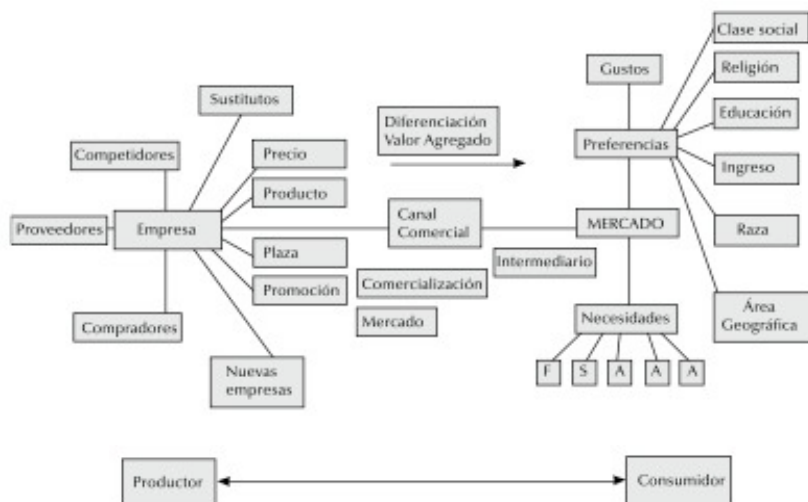 Clase social
Gustos
Religión
Sustitutos
Diferenciación
Valor Agregado
Educación
Competidores
Precio
Preferencias
Ingreso
Producto
Proveedores
Empresa
Canal
Comercial
MERCADO
Raza
Plaza
Intermediario
Promoción
Comercialización
Compradores
Mercado
Necesidades
Área
Geográfica
Nuevas
empresas
F S A A A
Productor
Consumidor